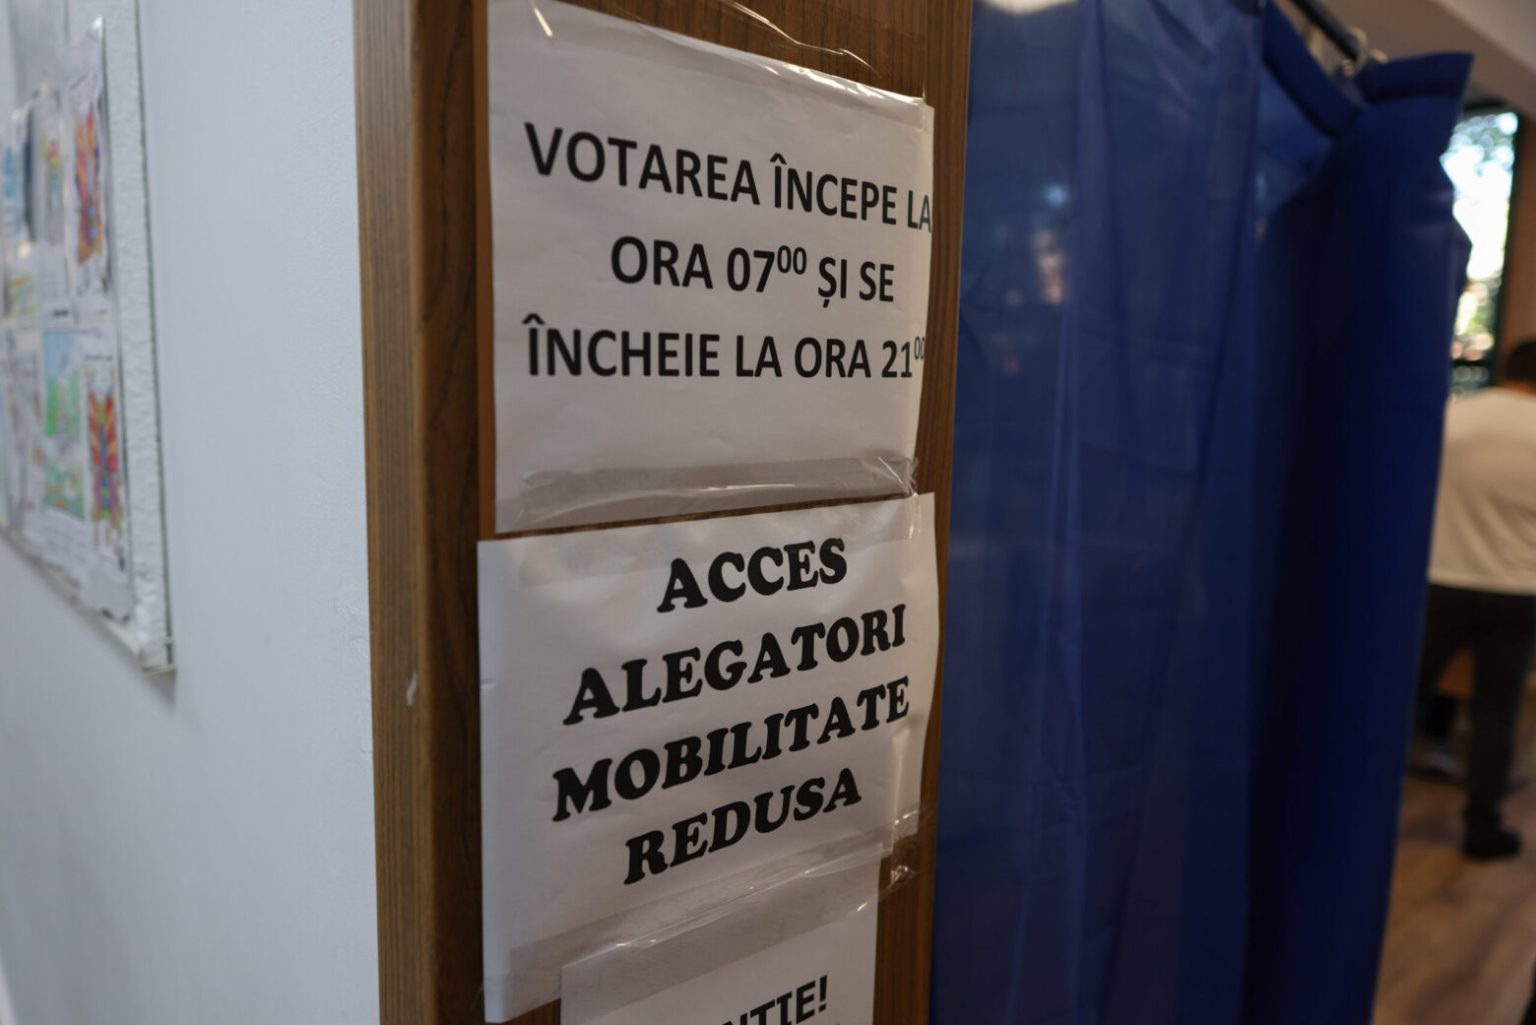 VOTAREA ÎNCEPE LA
ORA 07⁰⁰ ȘI SE
ÎNCHEIE LA ORA 21⁰⁰
ACCES
ALEGATORI
MOBILITATE
REDUSA